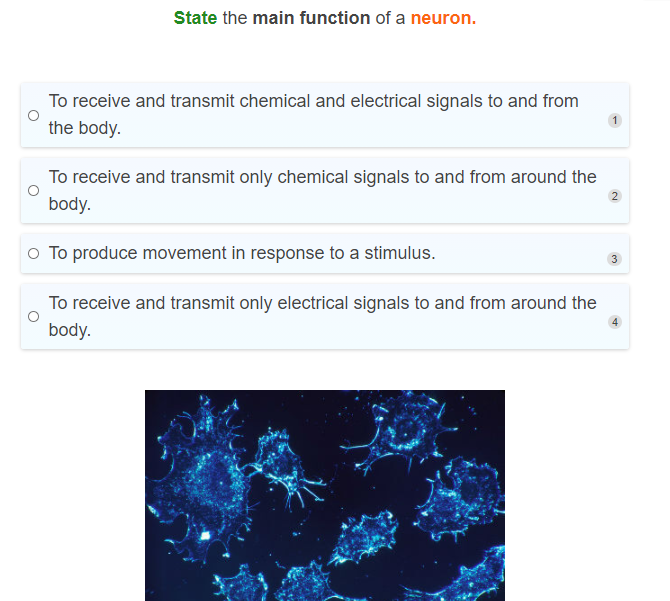 State the main function of a neuron.
To receive and transmit chemical and electrical signals to and from
the body.
1
To receive and transmit only chemical signals to and from around the
body.
2
To produce movement in response to a stimulus.
3
To receive and transmit only electrical signals to and from around the
body.
4